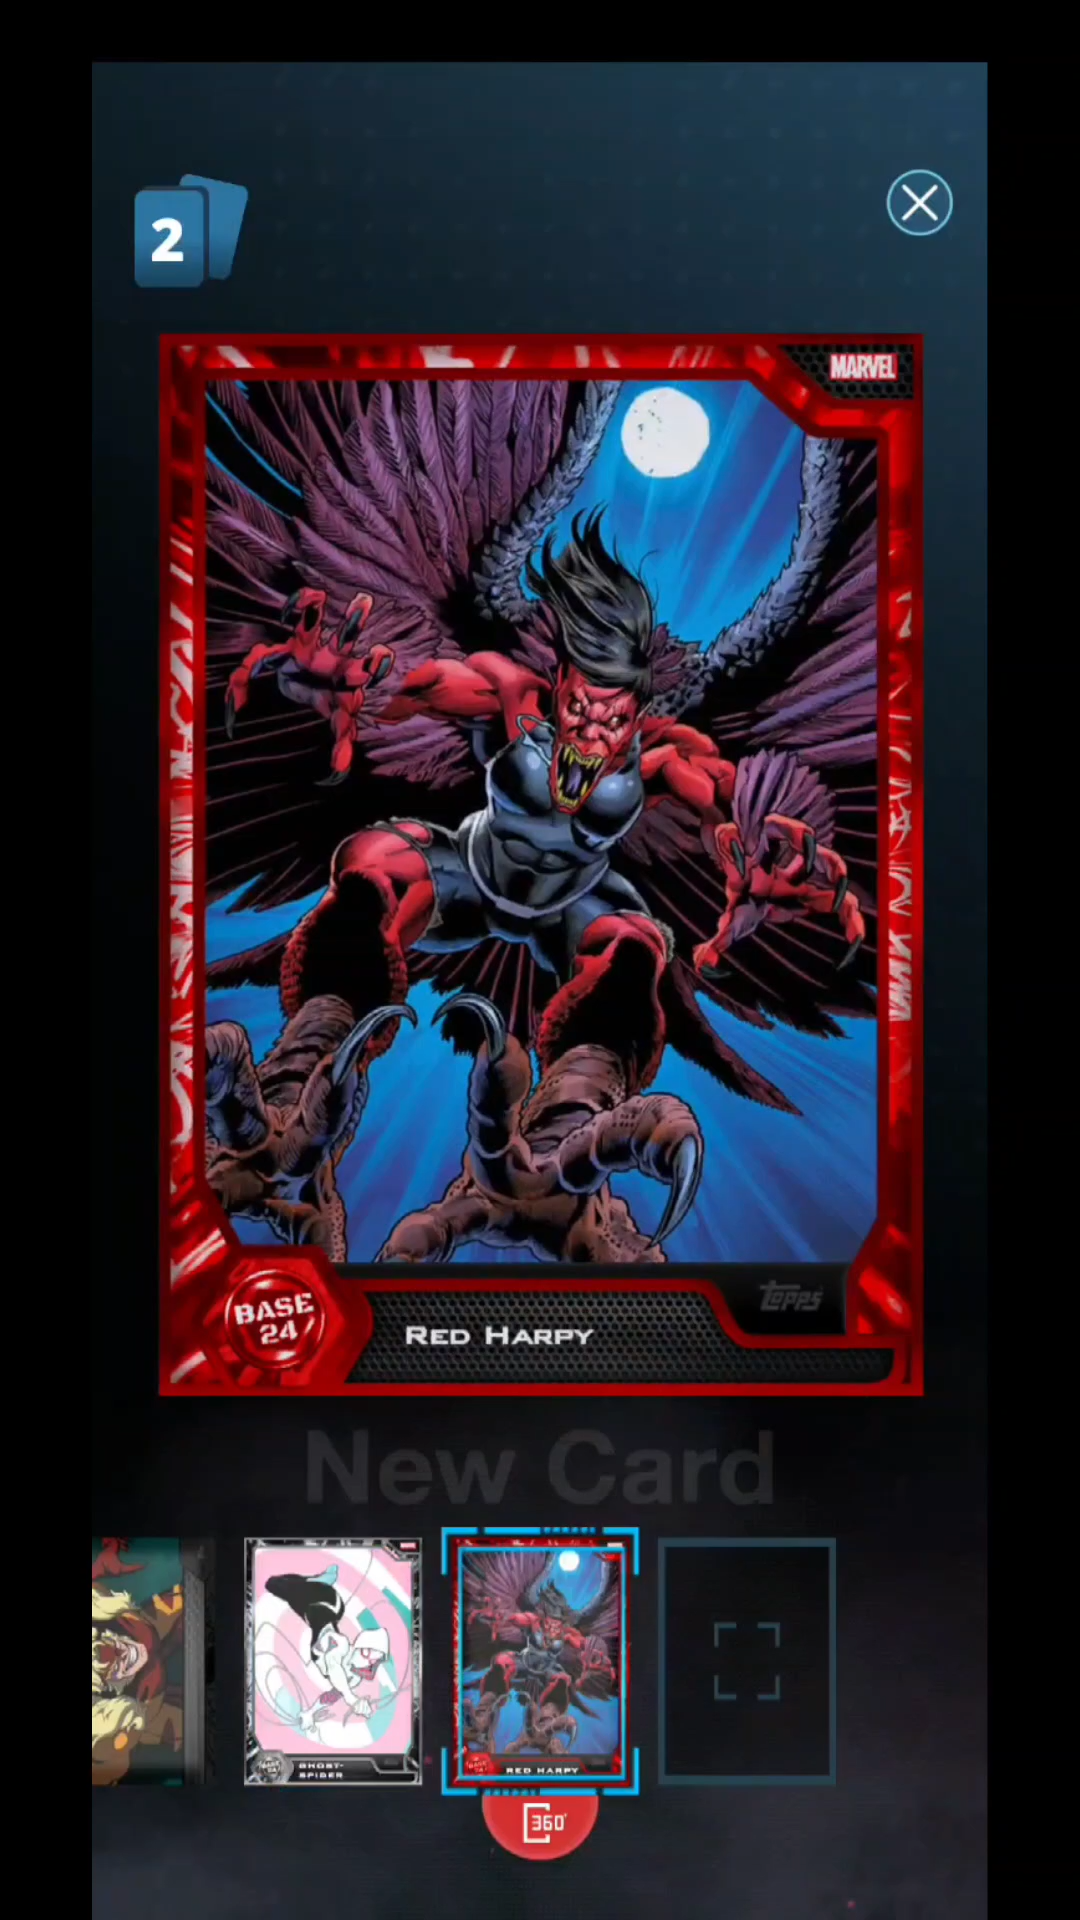 2
MARVEL
BASE
24
RED HARPY
Topps
New Card
GHOST-
SPIDER
RED HARPY
360°